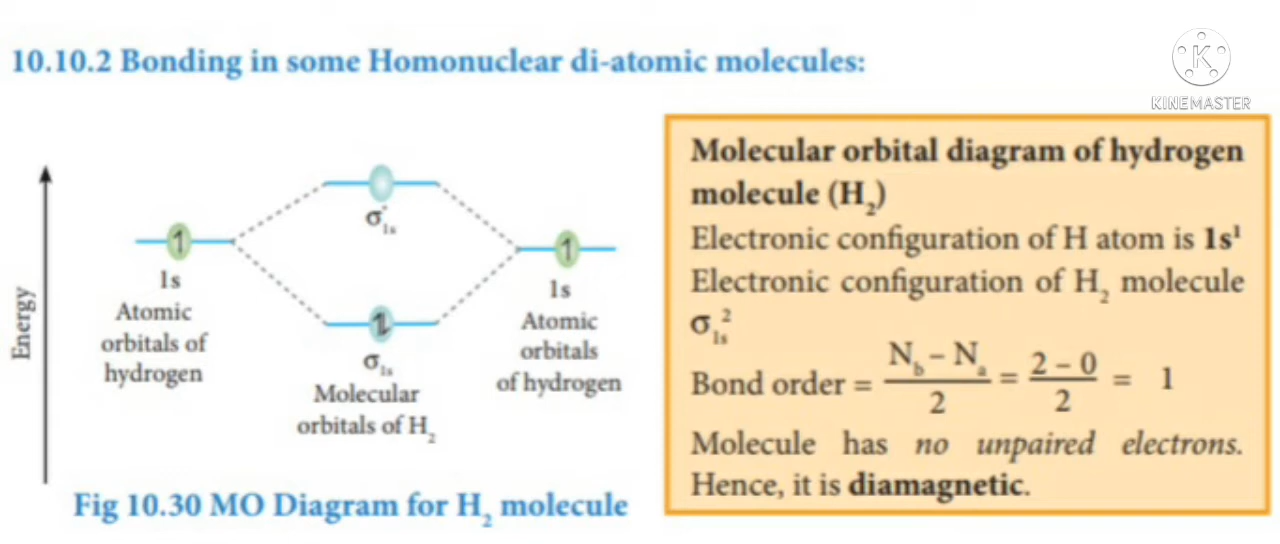 10.10.2 Bonding in some Homonuclear di-atomic molecules:
K
KINEMASTER
Energy
1
1s
Atomic
orbitals of
hydrogen
σ*1s
σ1s
Molecular
orbitals of H₂
1
1s
Atomic
orbitals
of hydrogen
Fig 10.30 MO Diagram for H₂ molecule
Molecular orbital diagram of hydrogen
molecule (H₂)
Electronic configuration of H atom is 1s¹
Electronic configuration of H₂ molecule
σ1s²
Bond order = (N_b – N_a)/2 = (2 – 0)/2 = 1
Molecule has no unpaired electrons.
Hence, it is diamagnetic.